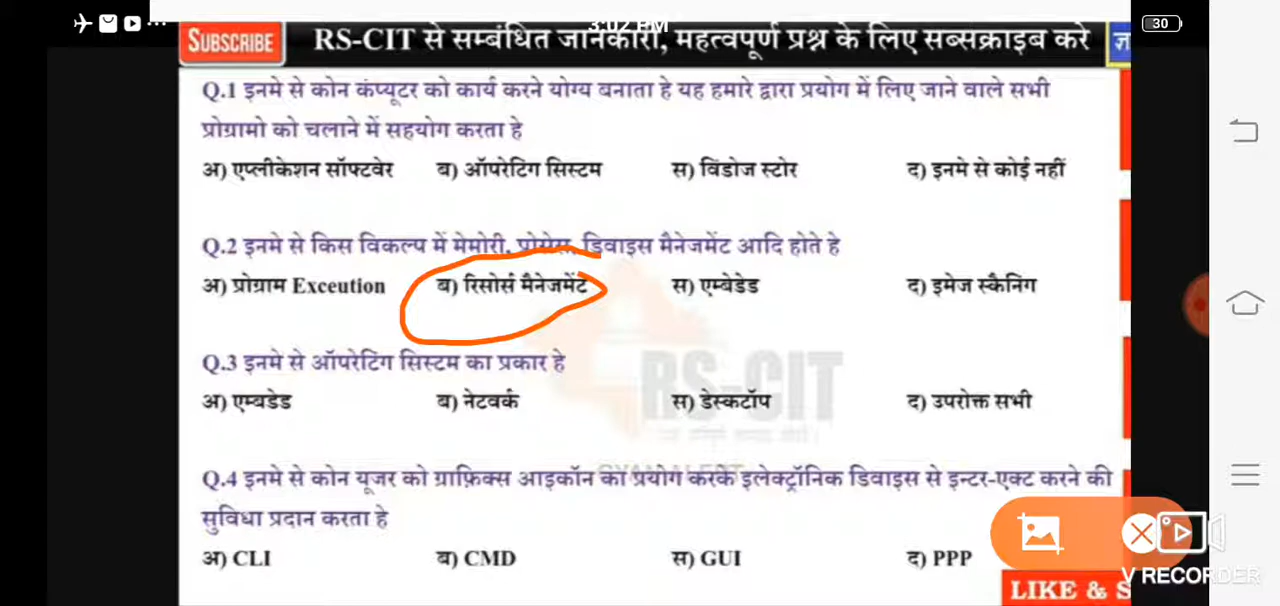 3:02 PM
30
SUBSCRIBE RS-CIT से सम्बंधित जानकारी, महत्वपूर्ण प्रश्न के लिए सब्सक्राइब करे
Q.1 इनमे से कोन कंप्यूटर को कार्य करने योग्य बनाता हे यह हमारे द्वारा प्रयोग में लिए जाने वाले सभी
प्रोग्रामो को चलाने में सहयोग करता हे
अ) एप्लीकेशन सॉफ्टवेर ब) ऑपरेटिग सिस्टम स) विंडोज स्टोर द) इनमे से कोई नहीं
Q.2 इनमे से किस विकल्प में मेमोरी, प्रोसेस, डिवाइस मैनेजमेंट आदि होते हे
अ) प्रोग्राम Exceution ब) रिसोर्स मैनेजमेंट स) एम्बेडेड द) इमेज स्कैनिंग
Q.3 इनमे से ऑपरेटिंग सिस्टम का प्रकार हे
अ) एम्बडेड ब) नेटवर्क स) डेस्कटॉप द) उपरोक्त सभी
RS-CIT
Q.4 इनमे से कोन यूजर को ग्राफ़िक्स आइकॉन का प्रयोग करके इलेक्ट्रॉनिक डिवाइस से इन्टर-एक्ट करने की
सुविधा प्रदान करता हे
अ) CLI ब) CMD स) GUI द) PPP
V RECORDER
LIKE & S